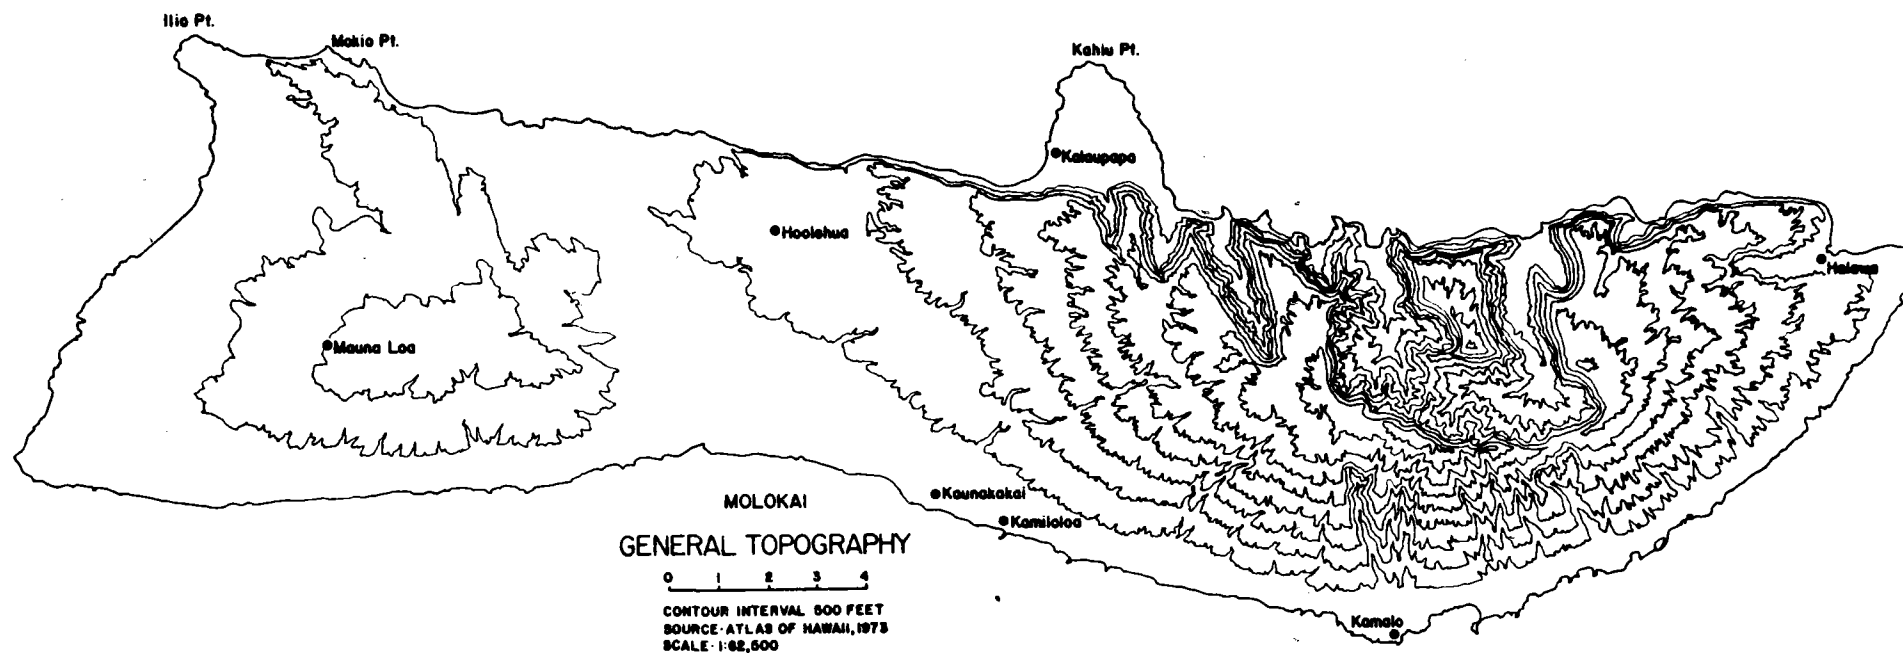 Ilio Pt.
Mokio Pt.
Kahiu Pt.
Kalaupapa
Hoolehua
Halawa
Mauna Loa
Kaunakakai
Kamiloloa
MOLOKAI
GENERAL TOPOGRAPHY
0 1 2 3 4
CONTOUR INTERVAL 500 FEET
SOURCE-ATLAS OF HAWAII, 1973
SCALE-1:62,500
Kamalo